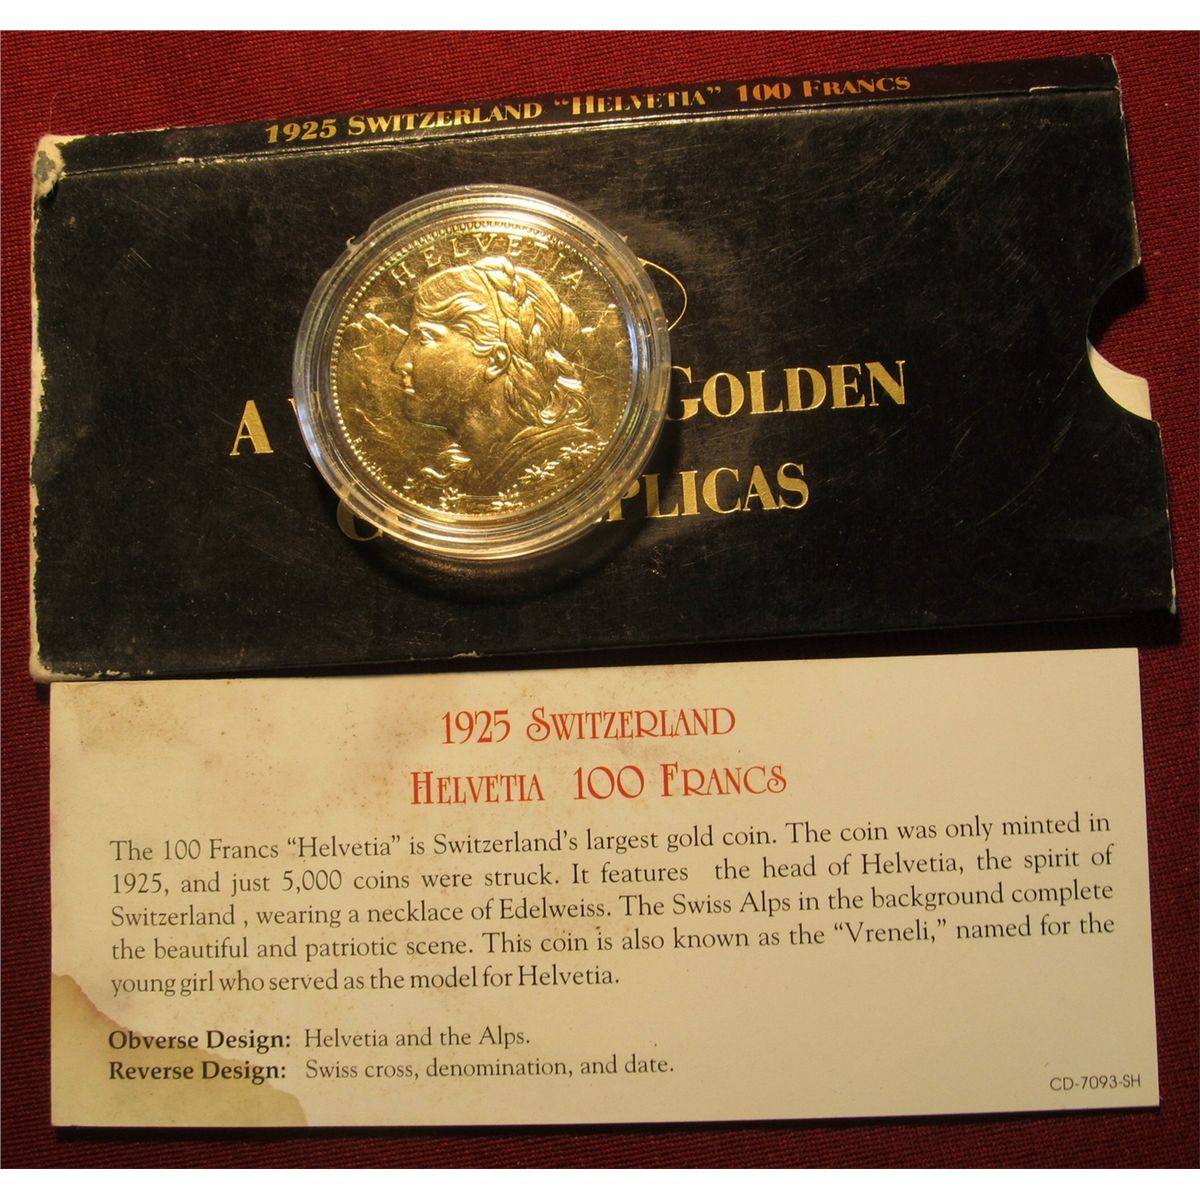 1925 SWITZERLAND "HELVETIA" 100 FRANCS
HELVETIA
A GOLDEN
1925 SWITZERLAND
HELVETIA 100 FRANCS
The 100 Francs "Helvetia" is Switzerland's largest gold coin. The coin was only minted in
1925, and just 5,000 coins were struck. It features the head of Helvetia, the spirit of
Switzerland , wearing a necklace of Edelweiss. The Swiss Alps in the background complete
the beautiful and patriotic scene. This coin is also known as the "Vreneli," named for the
young girl who served as the model for Helvetia.
Obverse Design: Helvetia and the Alps.
Reverse Design: Swiss cross, denomination, and date.
CD-7093-SH